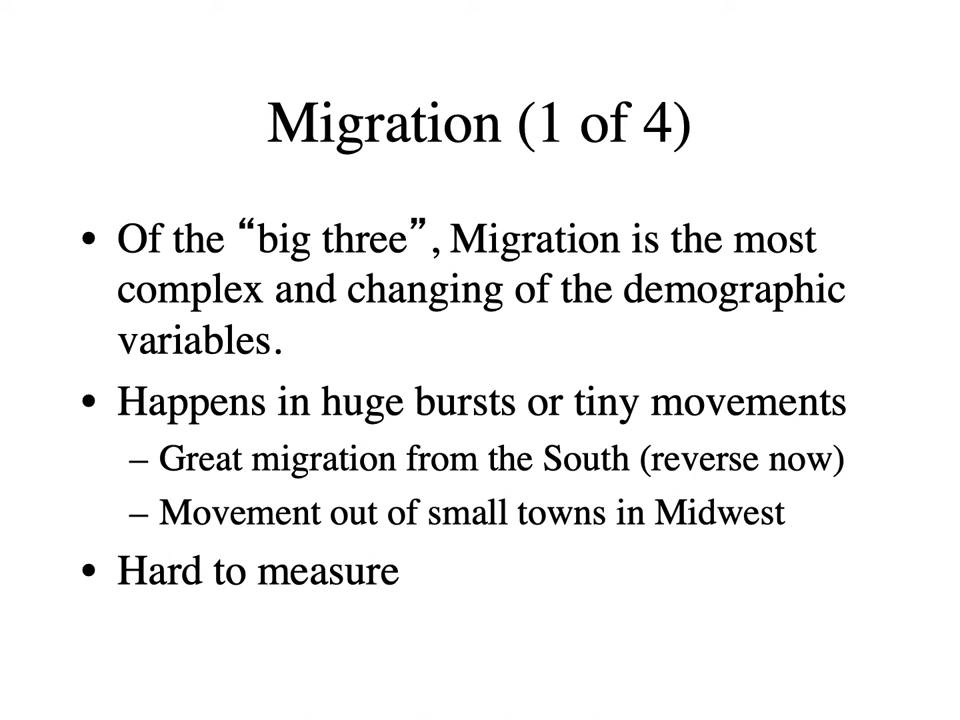 Migration (1 of 4)
• Of the “big three”, Migration is the most
complex and changing of the demographic
variables.
• Happens in huge bursts or tiny movements
– Great migration from the South (reverse now)
– Movement out of small towns in Midwest
• Hard to measure